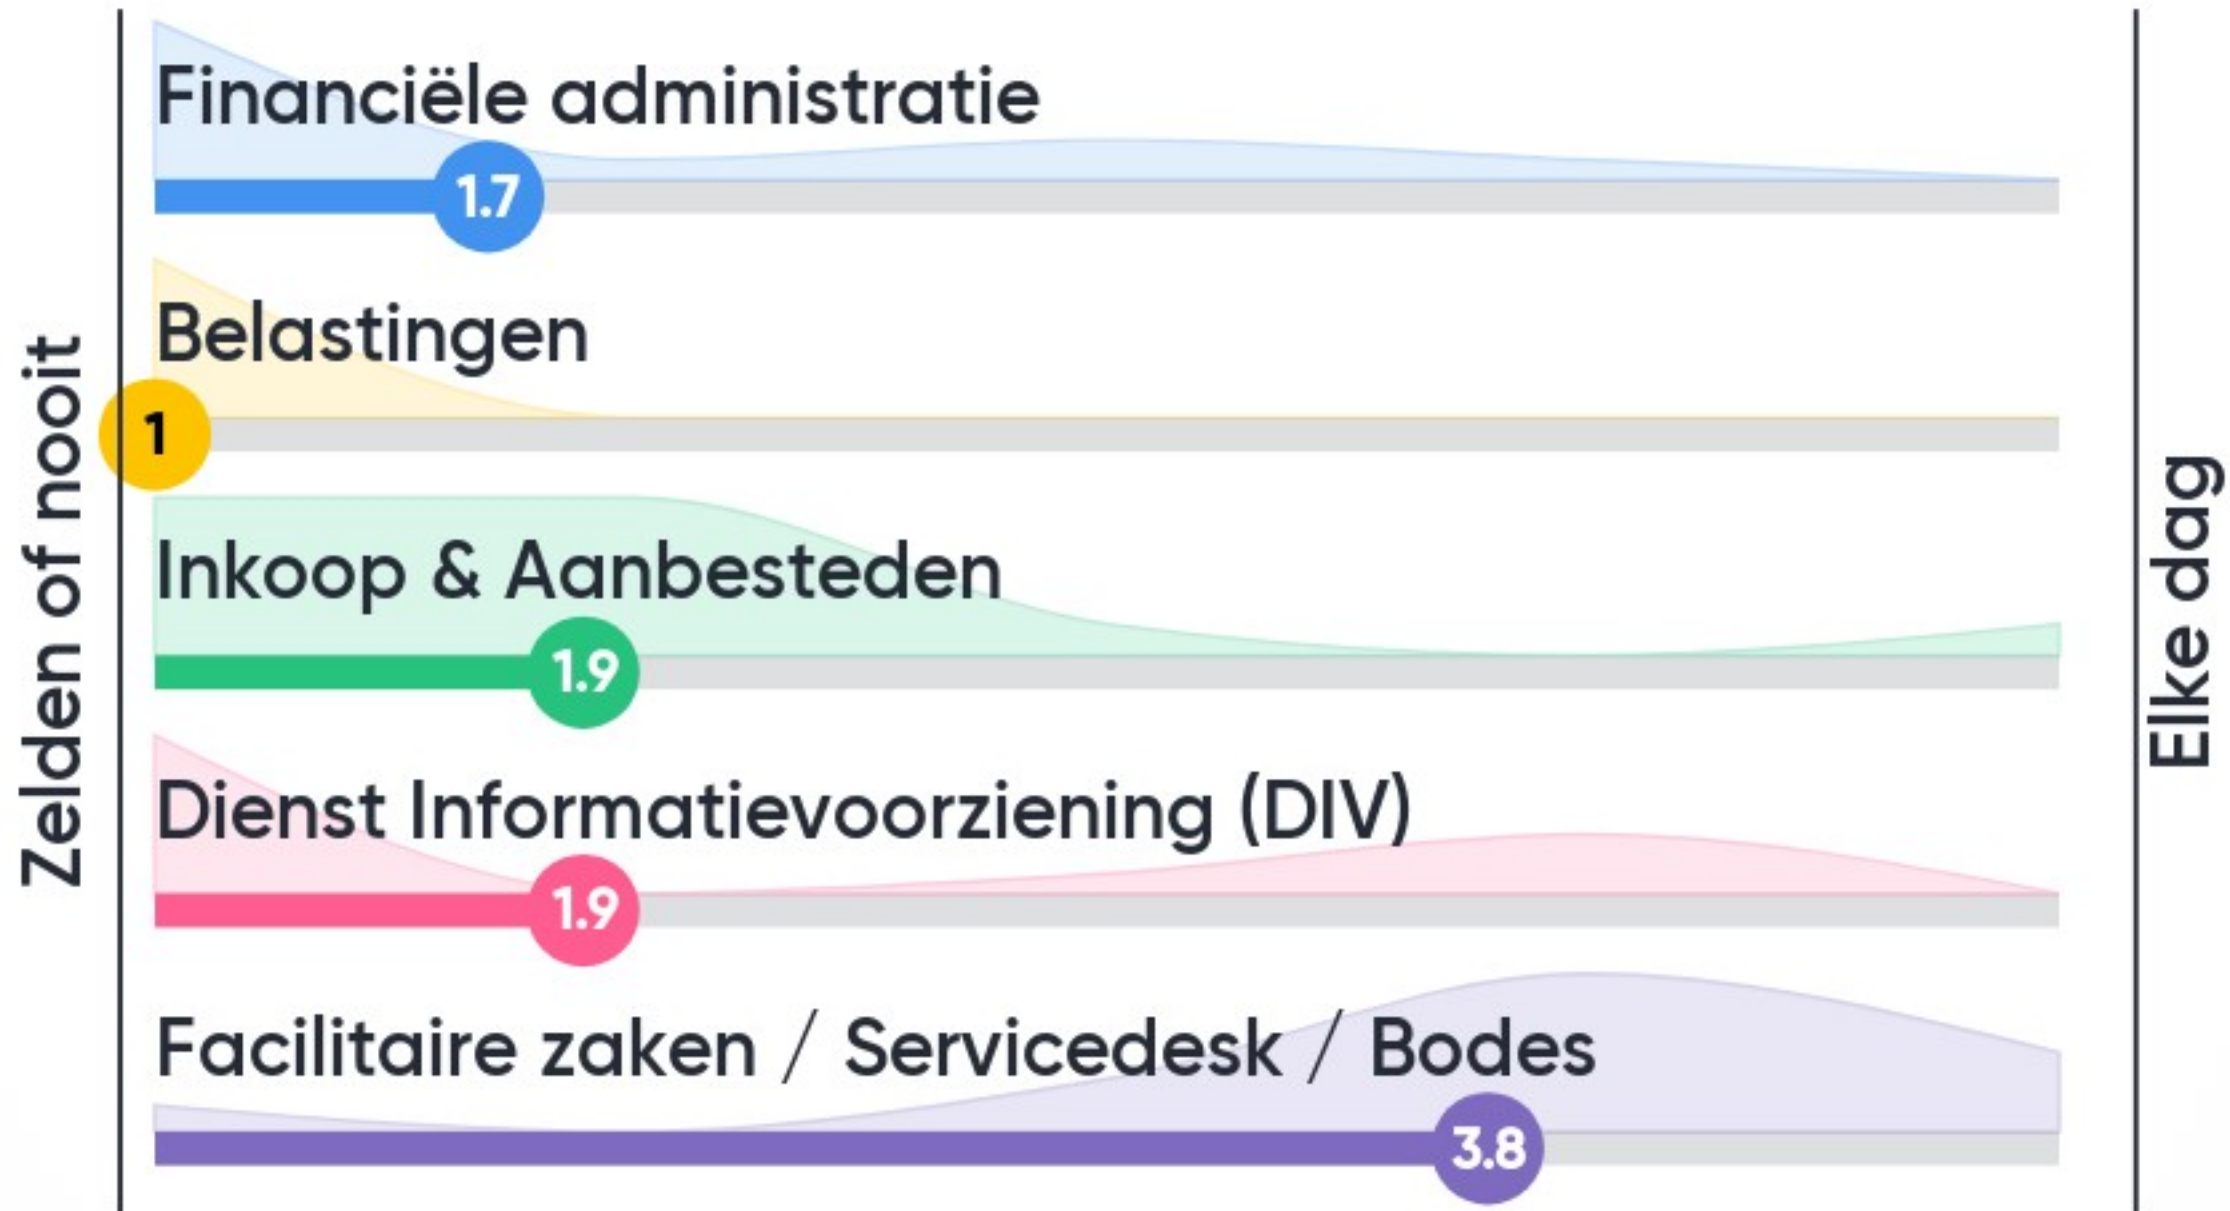 Zelden of nooit
Financiële administratie
1.7
Belastingen
1
Inkoop & Aanbesteden
1.9
Dienst Informatievoorziening (DIV)
1.9
Facilitaire zaken / Servicedesk / Bodes
3.8
Elke dag